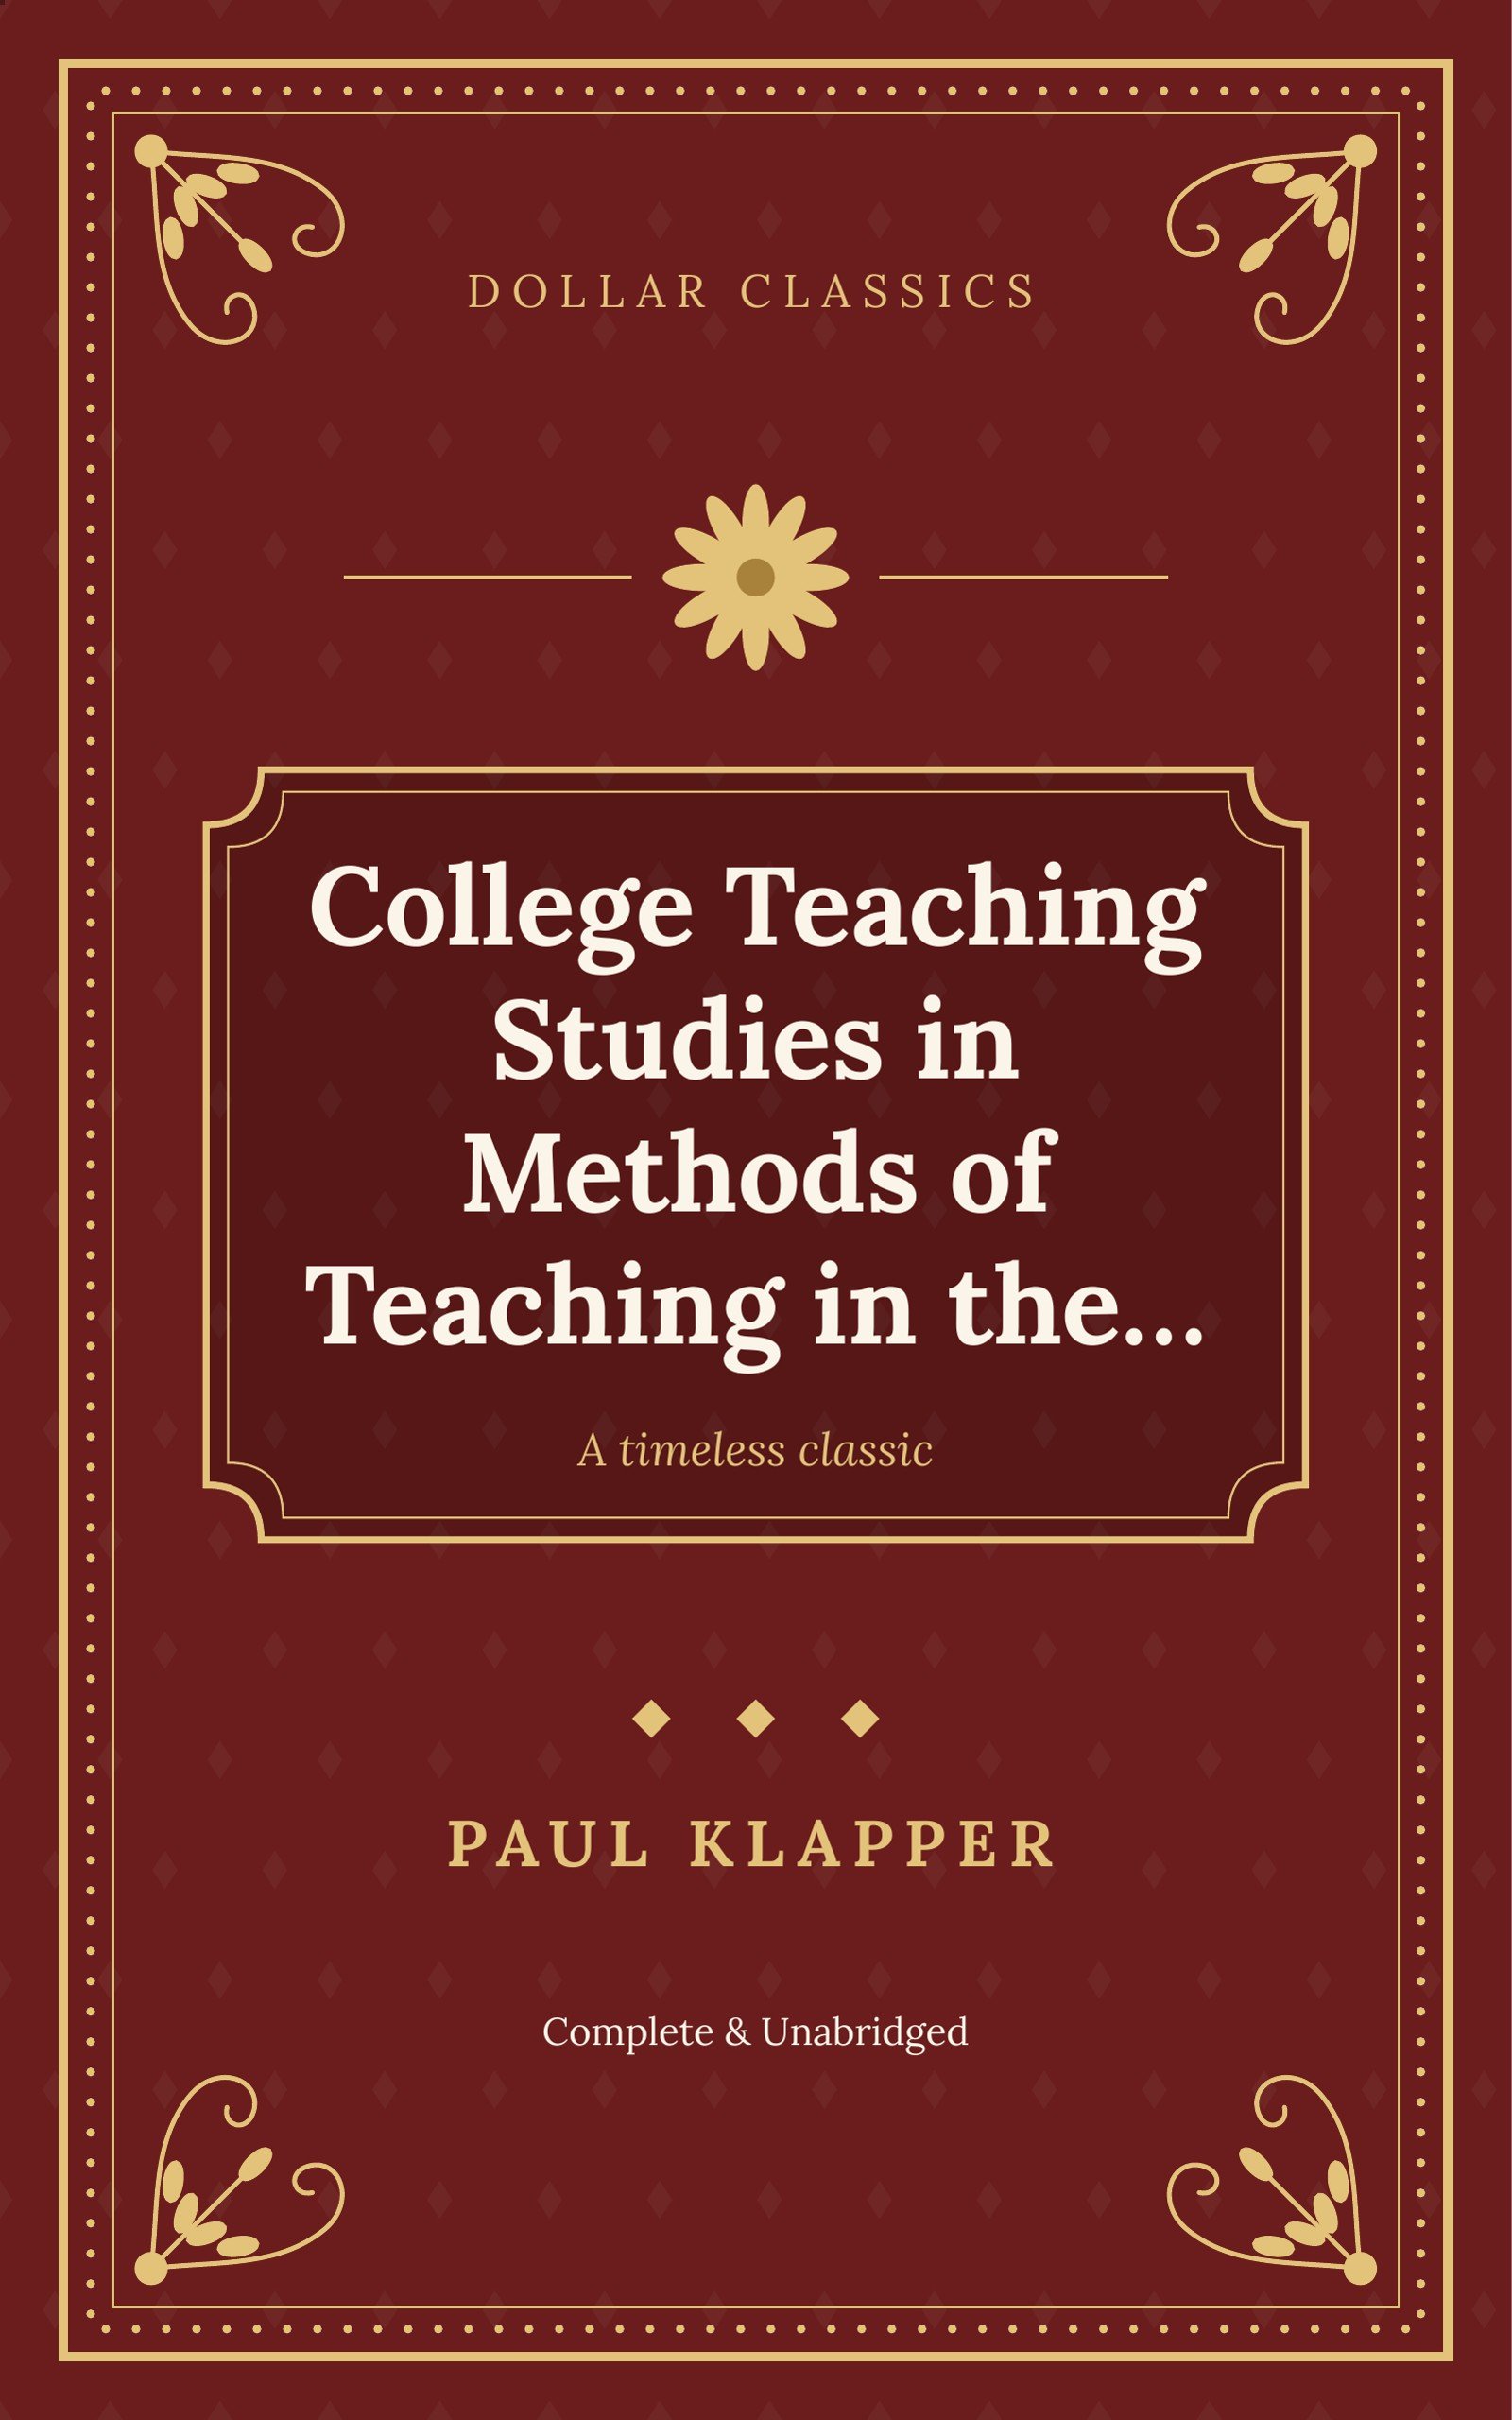 DOLLAR CLASSICS
College Teaching
Studies in
Methods of
Teaching in the...
A timeless classic
PAUL KLAPPER
Complete & Unabridged